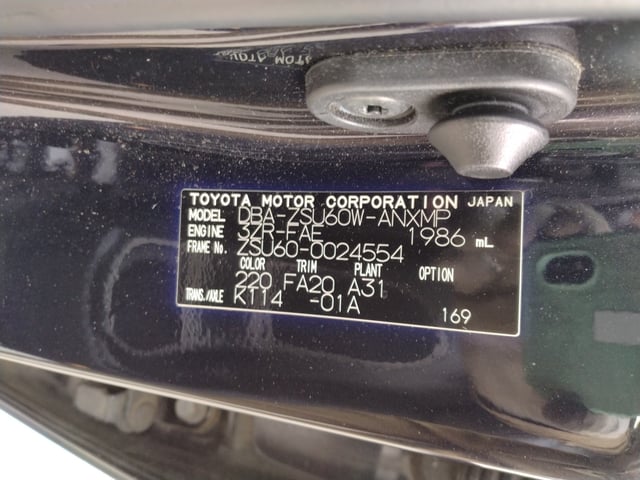 TOYOTA MOTOR CORPORATION JAPAN
MODEL DBA-ZSU60W-ANXMP
ENGINE 3ZR-FAE 1986 mL
FRAME No. ZSU60-0024554
COLOR TRIM PLANT OPTION
220 FA20 A31
TRANS./AXLE K114 -01A
169